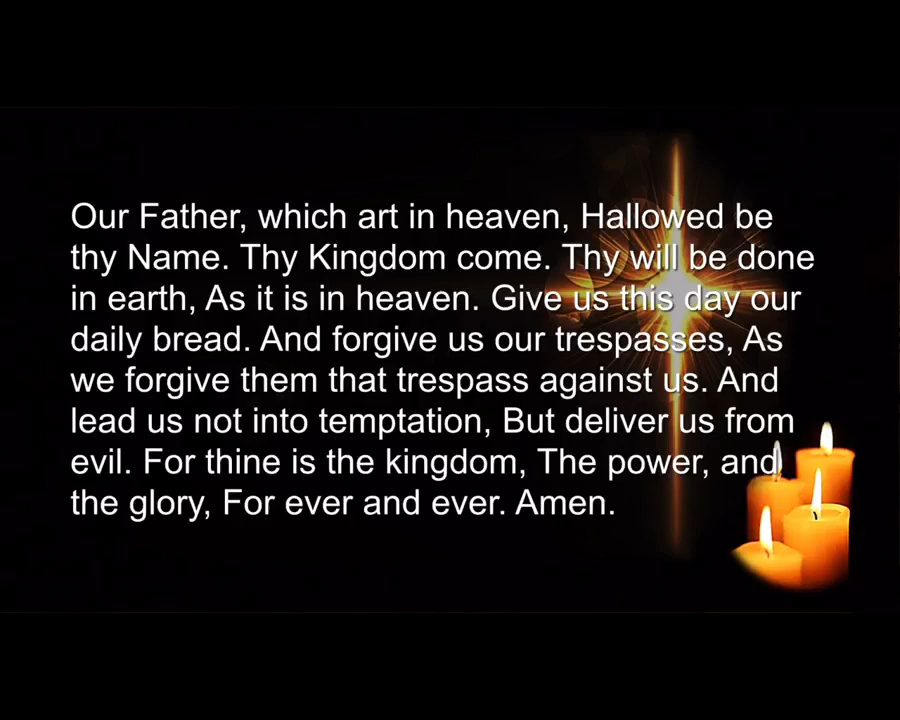 Our Father, which art in heaven, Hallowed be
thy Name. Thy Kingdom come. Thy will be done
in earth, As it is in heaven. Give us this day our
daily bread. And forgive us our trespasses, As
we forgive them that trespass against us. And
lead us not into temptation, But deliver us from
evil. For thine is the kingdom, The power, and
the glory, For ever and ever. Amen.